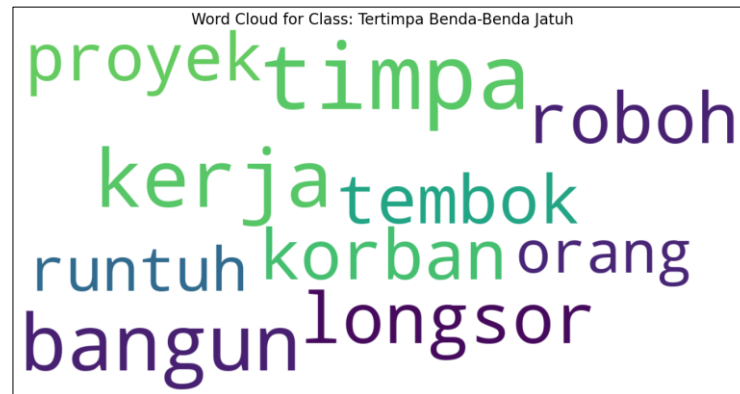 Word Cloud for Class: Tertimpa Benda-Benda Jatuh
proyek timpa
roboh
kerja tembok
runtuh korban orang
bangun longsor